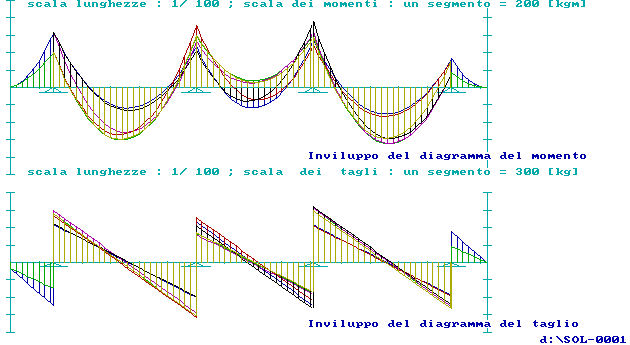 scala lunghezze : 1/ 100 ; scala dei momenti : un segmento = 200 [kgm]
Inviluppo del diagramma del momento
scala lunghezze : 1/ 100 ; scala dei tagli : un segmento = 300 [kg]
Inviluppo del diagramma del taglio
d:\SOL-0001